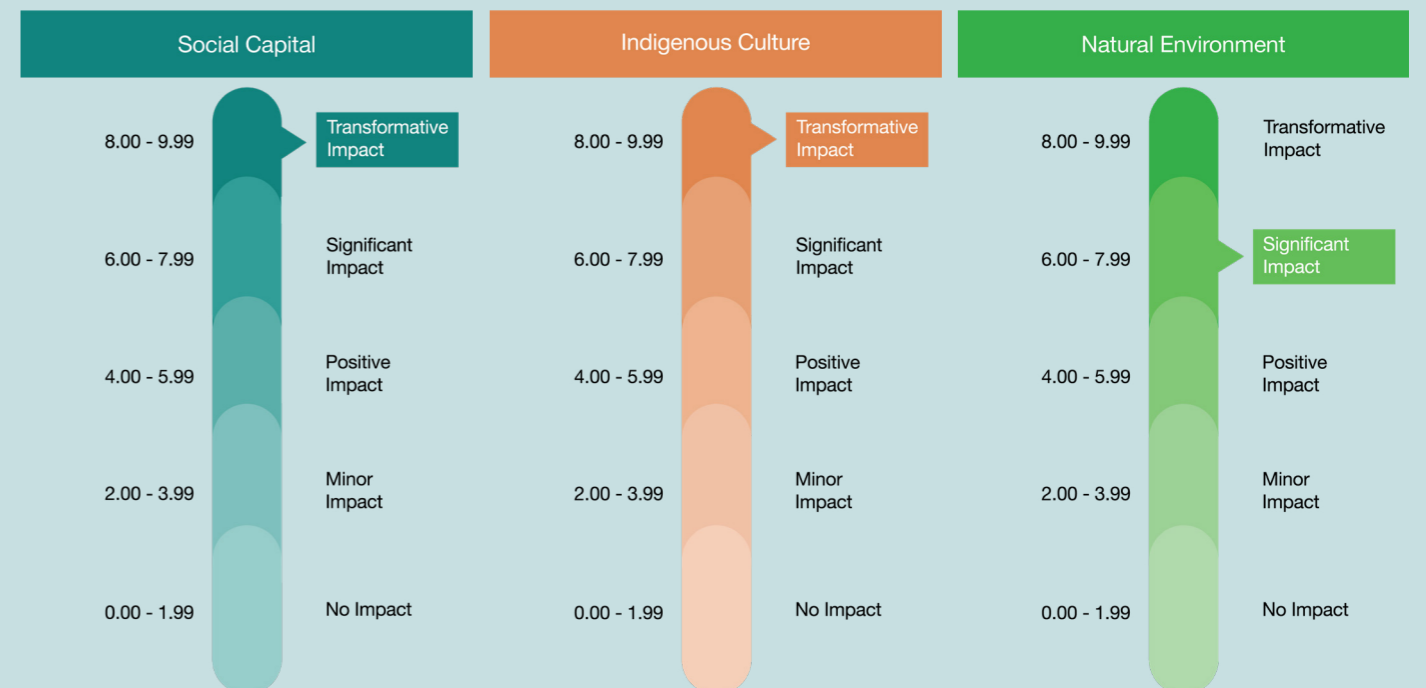 Social Capital
8.00 - 9.99
Transformative
Impact
6.00 - 7.99
Significant
Impact
4.00 - 5.99
Positive
Impact
2.00 - 3.99
Minor
Impact
0.00 - 1.99
No Impact
Indigenous Culture
8.00 - 9.99
Transformative
Impact
6.00 - 7.99
Significant
Impact
4.00 - 5.99
Positive
Impact
2.00 - 3.99
Minor
Impact
0.00 - 1.99
No Impact
Natural Environment
8.00 - 9.99
Transformative
Impact
6.00 - 7.99
Significant
Impact
4.00 - 5.99
Positive
Impact
2.00 - 3.99
Minor
Impact
0.00 - 1.99
No Impact